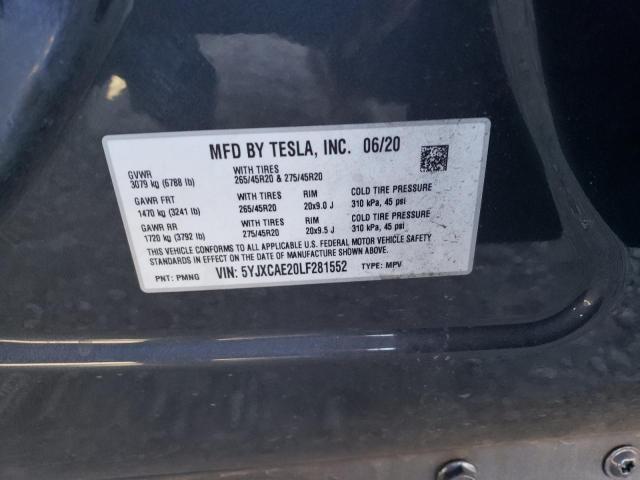 MFD BY TESLA, INC. 06/20
GVWR WITH TIRES
3079 kg (6788 lb) 265/45R20 & 275/45R20
GAWR FRT WITH TIRES RIM COLD TIRE PRESSURE
1470 kg (3241 lb) 265/45R20 20x9.0 J 310 kPa, 45 psi
GAWR RR WITH TIRES RIM COLD TIRE PRESSURE
1720 kg (3792 lb) 275/45R20 20x9.5 J 310 kPa, 45 psi
THIS VEHICLE CONFORMS TO ALL APPLICABLE U.S. FEDERAL MOTOR VEHICLE SAFETY
STANDARDS IN EFFECT ON THE DATE OF MANUFACTURE SHOWN ABOVE.
PNT: PMNG VIN: 5YJXCAE20LF281552 TYPE: MPV